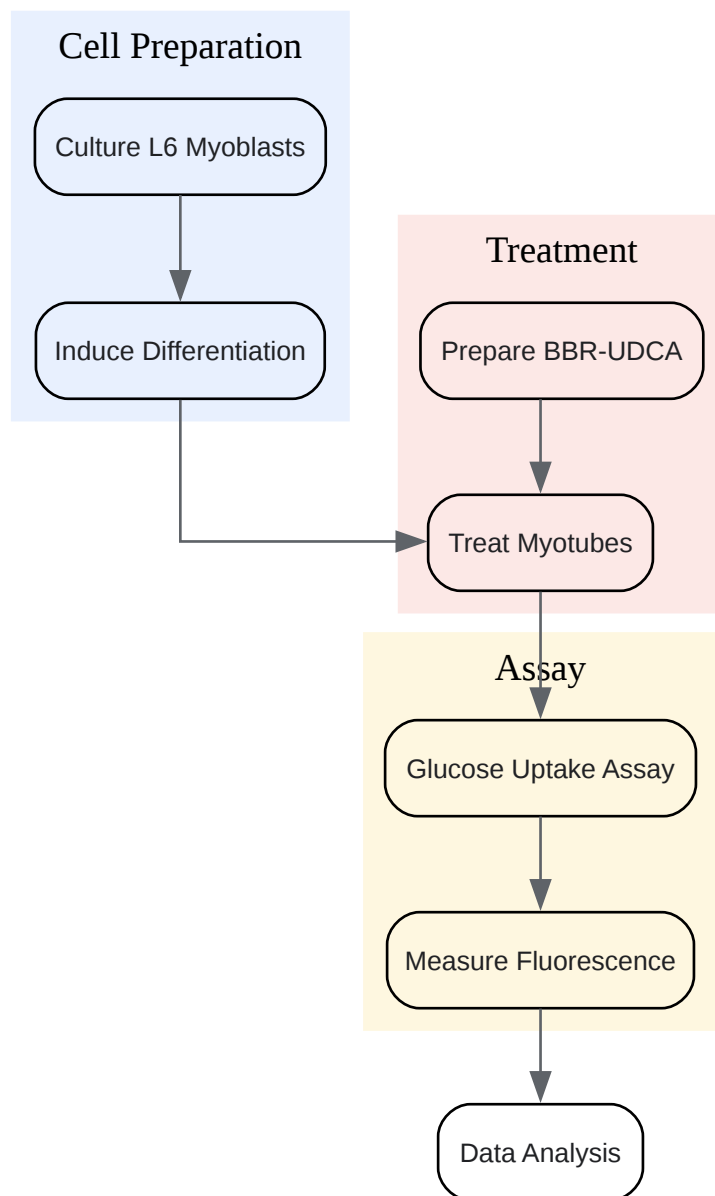 Cell Preparation
Culture L6 Myoblasts
Induce Differentiation
Treatment
Prepare BBR-UDCA
Treat Myotubes
Assay
Glucose Uptake Assay
Measure Fluorescence
Data Analysis